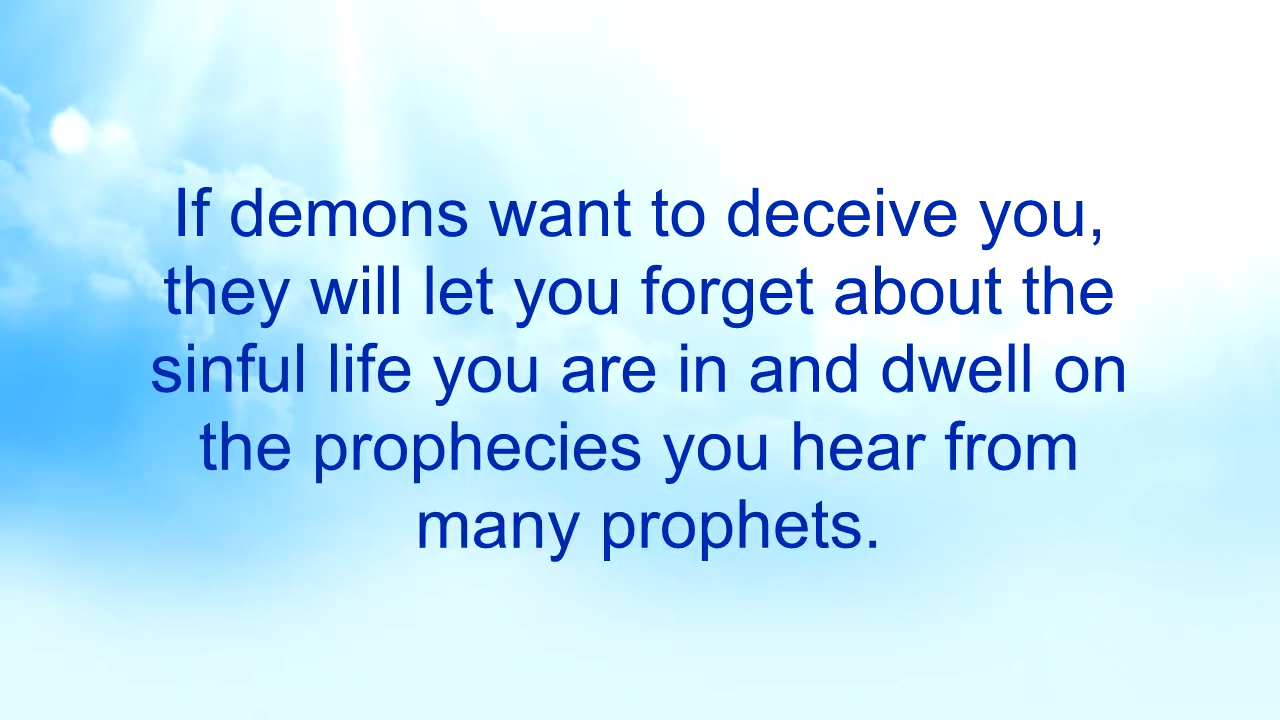 If demons want to deceive you,
they will let you forget about the
sinful life you are in and dwell on
the prophecies you hear from
many prophets.